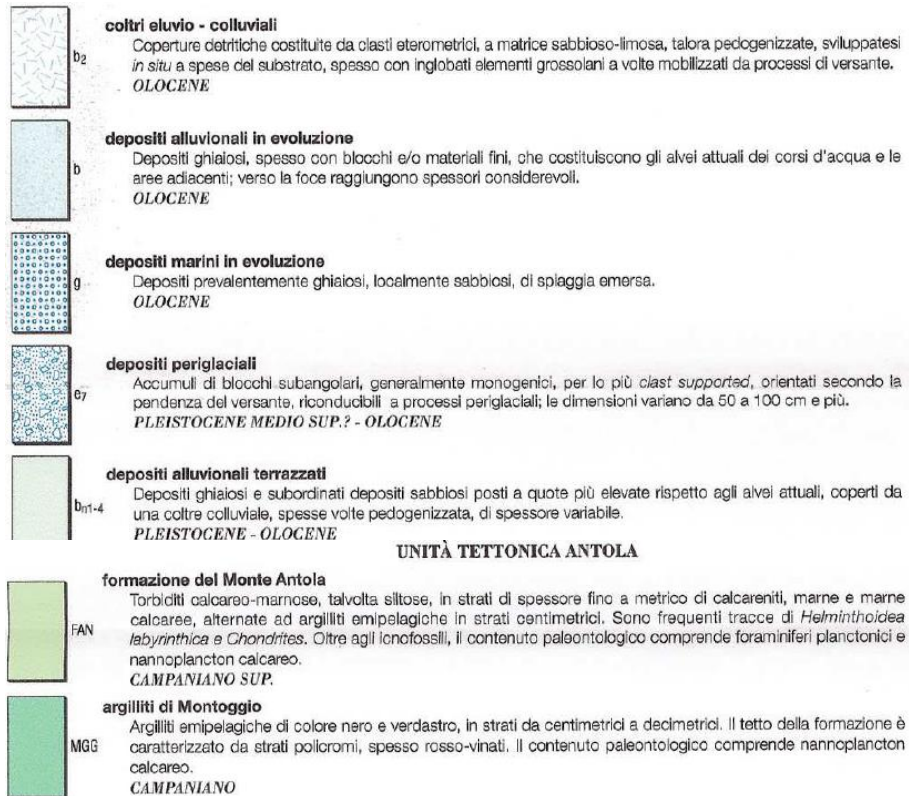 coltri eluvio - colluviali
b2
Coperture detritiche costituite da clasti eterometrici, a matrice sabbioso-limosa, talora pedogenizzate, sviluppatesi
in situ a spese del substrato, spesso con inglobati elementi grossolani a volte mobilizzati da processi di versante.
OLOCENE
depositi alluvionali in evoluzione
b
Depositi ghiaiosi, spesso con blocchi e/o materiali fini, che costituiscono gli alvei attuali dei corsi d'acqua e le
aree adiacenti; verso la foce raggiungono spessori considerevoli.
OLOCENE
depositi marini in evoluzione
g
Depositi prevalentemente ghiaiosi, localmente sabbiosi, di spiaggia emersa.
OLOCENE
depositi periglaciali
e7
Accumuli di blocchi subangolari, generalmente monogenici, per lo più clast supported, orientati secondo la
pendenza del versante, riconducibili a processi periglaciali; le dimensioni variano da 50 a 100 cm e più.
PLEISTOCENE MEDIO SUP.? - OLOCENE
depositi alluvionali terrazzati
bn1-4
Depositi ghiaiosi e subordinati depositi sabbiosi posti a quote più elevate rispetto agli alvei attuali, coperti da
una coltre colluviale, spesse volte pedogenizzata, di spessore variabile.
PLEISTOCENE - OLOCENE
UNITÀ TETTONICA ANTOLA
formazione del Monte Antola
FAN
Torbiditi calcareo-marnose, talvolta siltose, in strati di spessore fino a metrico di calcareniti, marne e marne
calcaree, alternate ad argilliti emipelagiche in strati centimetrici. Sono frequenti tracce di Helminthoidea
labyrinthica e Chondrites. Oltre agli icnofossili, il contenuto paleontologico comprende foraminiferi planctonici e
nannoplancton calcareo.
CAMPANIANO SUP.
argilliti di Montoggio
MGG
Argilliti emipelagiche di colore nero e verdastro, in strati da centimetrici a decimetrici. Il tetto della formazione è
caratterizzato da strati policromi, spesso rosso-vinati. Il contenuto paleontologico comprende nannoplancton
calcareo.
CAMPANIANO